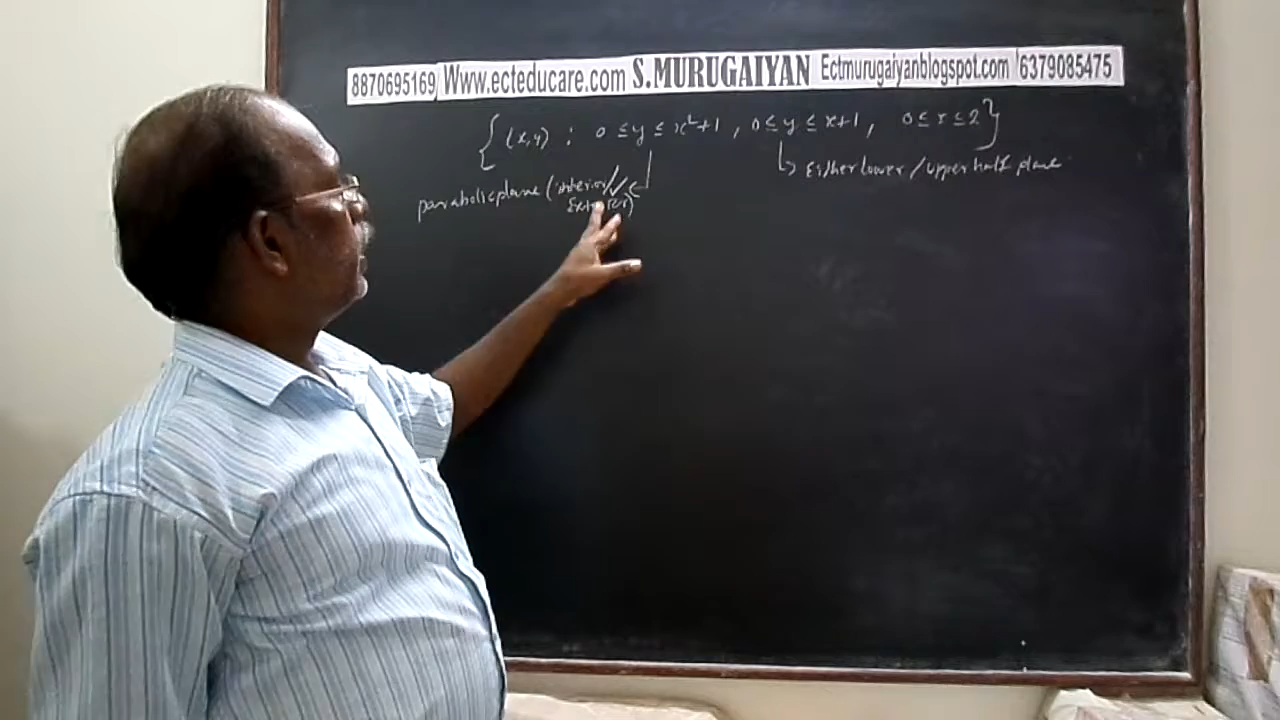 8870695169 Www.ecteducare.com S.MURUGAIYAN Ectmurugaiyanblogspot.com 6379085475
{(x,y) : 0 ≤ y ≤ x²+1, 0 ≤ y ≤ x+1, 0 ≤ x ≤ 2}
↳ Either lower / upper half plane
parabolic plane (interior/